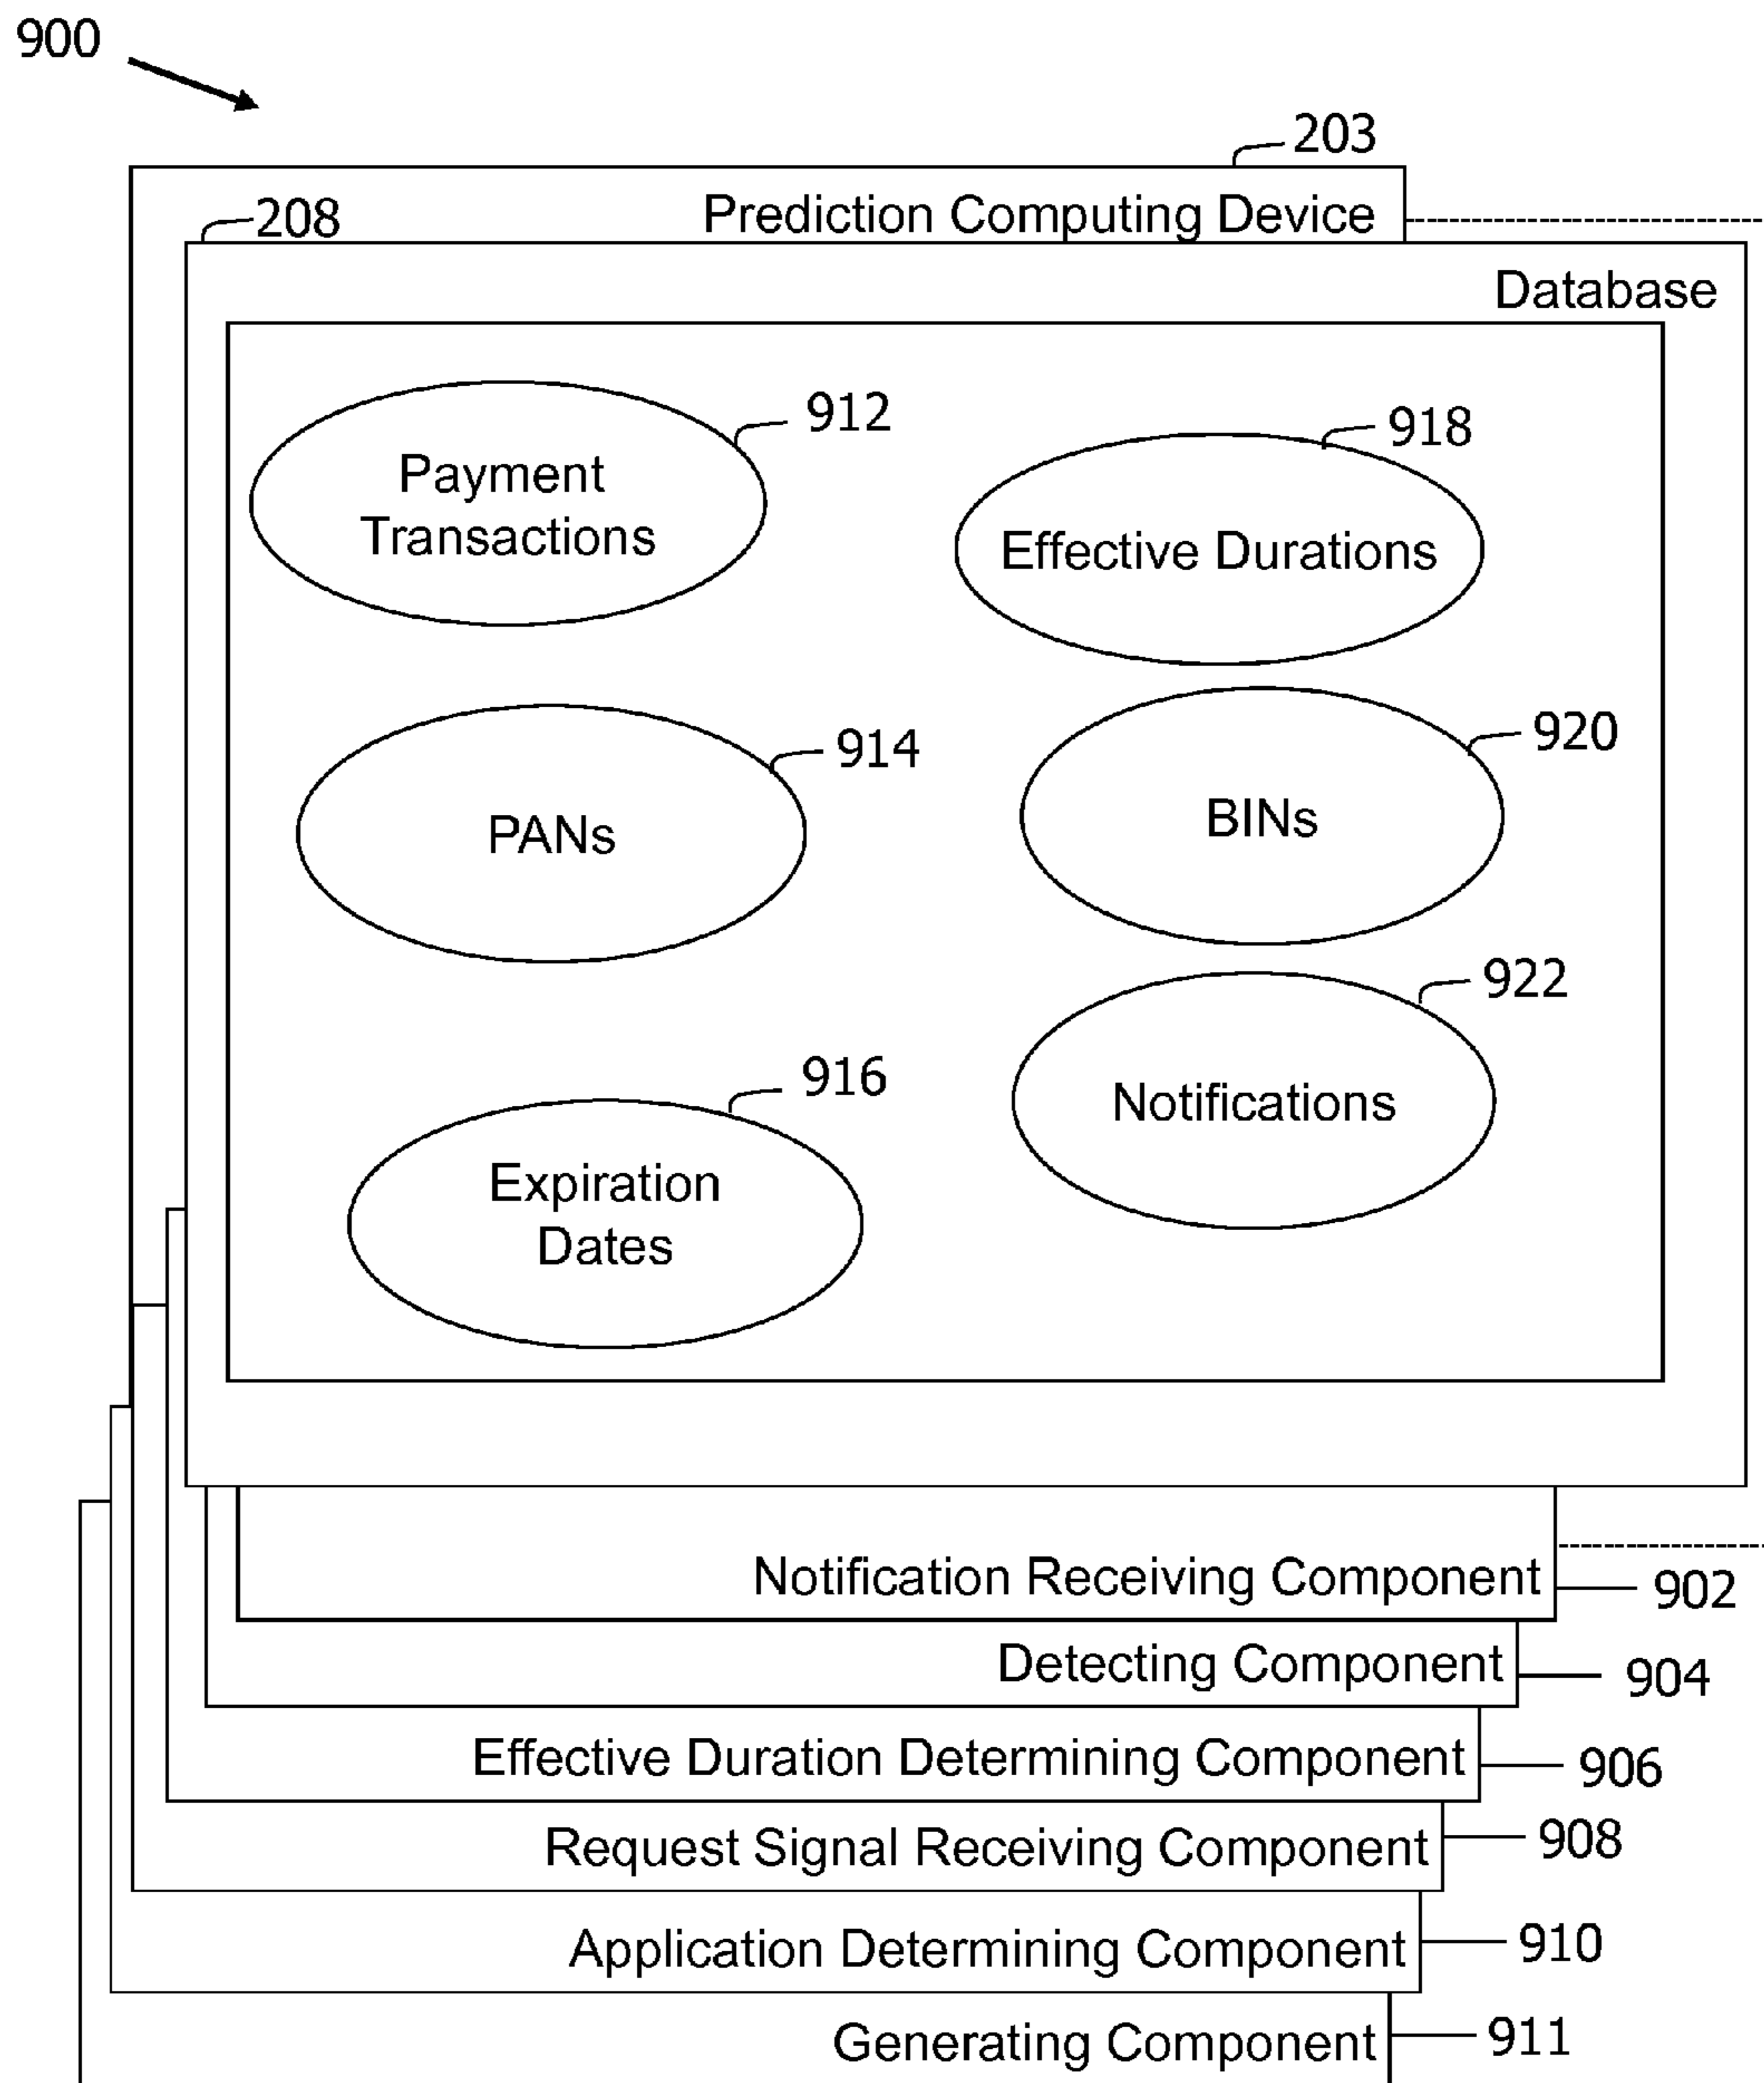 900
203
Prediction Computing Device
208
Database
912
Payment
Transactions
918
Effective Durations
914
PANs
920
BINs
922
Notifications
916
Expiration
Dates
Notification Receiving Component
902
Detecting Component
904
Effective Duration Determining Component
906
Request Signal Receiving Component
908
Application Determining Component
910
Generating Component
911